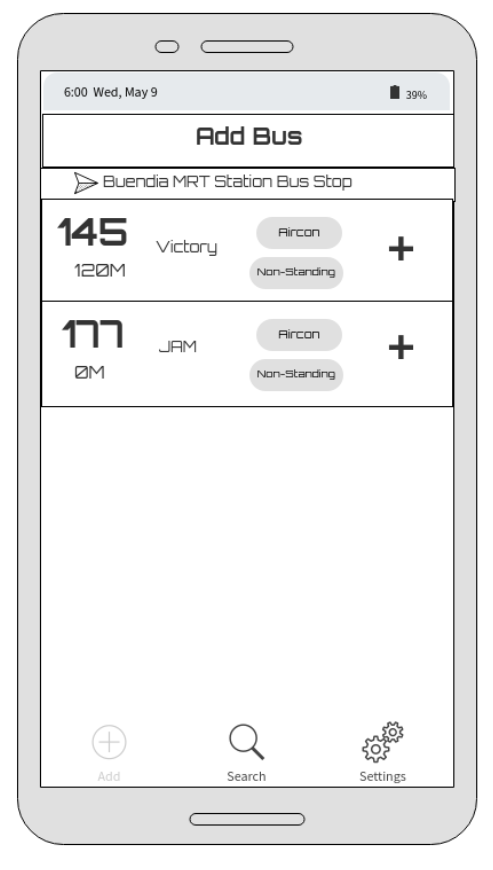 6:00 Wed, May 9 39%
Add Bus
Buendia MRT Station Bus Stop
145 Victory Aircon +
120M Non-Standing
177 JAM Aircon +
0M Non-Standing
Add Search Settings